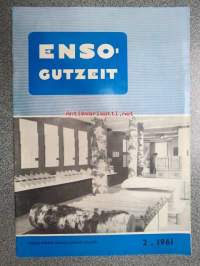 ENSO-
GUTZEIT
antikvariaatti.net
2 . 1961